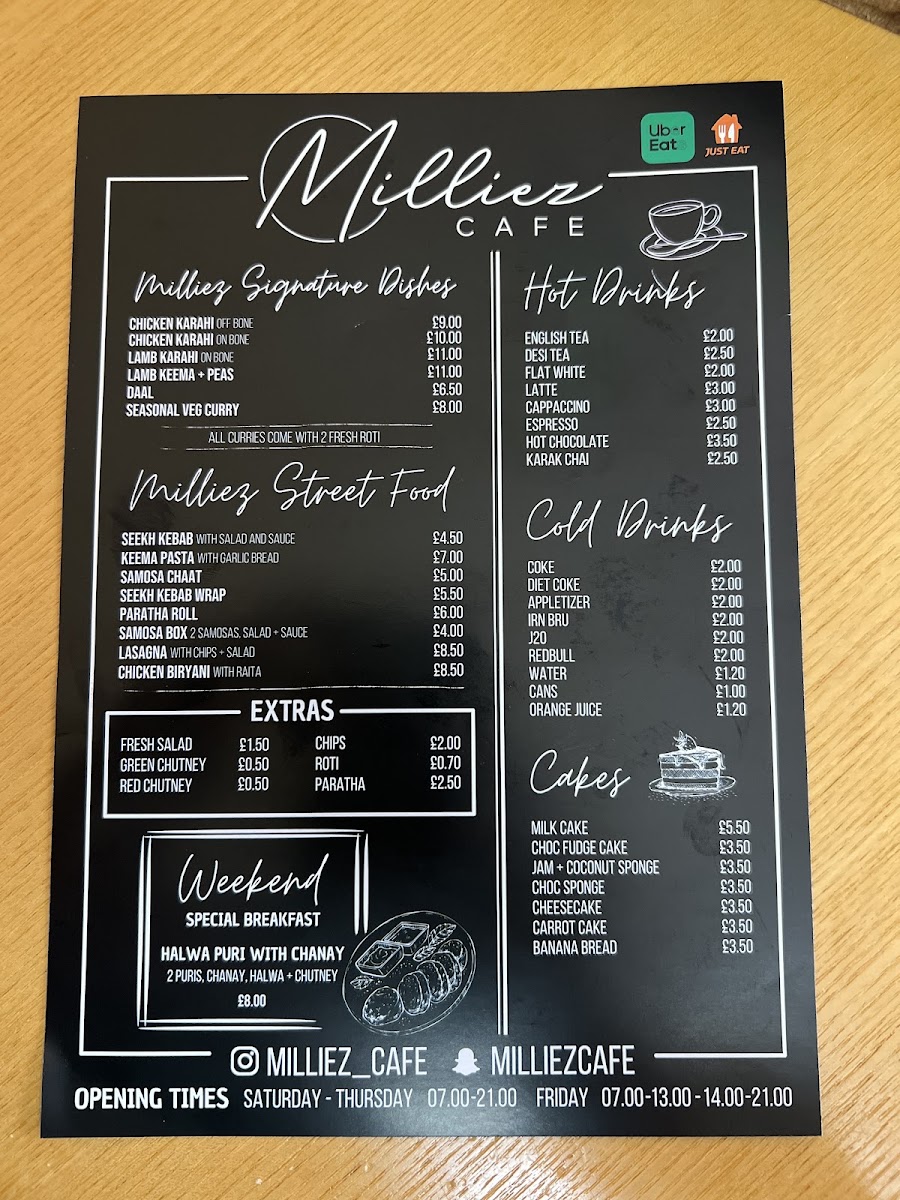 Uber
Eats
JUST EAT
Milliez
CAFE
Milliez Signature Dishes
CHICKEN KARAHI OFF BONE £9.00
CHICKEN KARAHI ON BONE £10.00
LAMB KARAHI ON BONE £11.00
LAMB KEEMA + PEAS £11.00
DAAL £6.50
SEASONAL VEG CURRY £8.00
ALL CURRIES COME WITH 2 FRESH ROTI
Milliez Street Food
SEEKH KEBAB WITH SALAD AND SAUCE £4.50
KEEMA PASTA WITH GARLIC BREAD £7.00
SAMOSA CHAAT £5.00
SEEKH KEBAB WRAP £5.50
PARATHA ROLL £6.00
SAMOSA BOX 2 SAMOSAS, SALAD + SAUCE £4.00
LASAGNA WITH CHIPS + SALAD £8.50
CHICKEN BIRYANI WITH RAITA £8.50
EXTRAS
FRESH SALAD £1.50 CHIPS £2.00
GREEN CHUTNEY £0.50 ROTI £0.70
RED CHUTNEY £0.50 PARATHA £2.50
Weekend
SPECIAL BREAKFAST
HALWA PURI WITH CHANAY
2 PURIS, CHANAY, HALWA + CHUTNEY
£8.00
Hot Drinks
ENGLISH TEA £2.00
DESI TEA £2.50
FLAT WHITE £2.00
LATTE £3.00
CAPPACCINO £3.00
ESPRESSO £2.50
HOT CHOCOLATE £3.50
KARAK CHAI £2.50
Cold Drinks
COKE £2.00
DIET COKE £2.00
APPLETIZER £2.00
IRN BRU £2.00
J20 £2.00
REDBULL £2.00
WATER £1.20
CANS £1.00
ORANGE JUICE £1.20
Cakes
MILK CAKE £5.50
CHOC FUDGE CAKE £3.50
JAM + COCONUT SPONGE £3.50
CHOC SPONGE £3.50
CHEESECAKE £3.50
CARROT CAKE £3.50
BANANA BREAD £3.50
MILLIEZ_CAFE MILLIEZCAFE
OPENING TIMES SATURDAY - THURSDAY 07.00-21.00 FRIDAY 07.00-13.00 - 14.00-21.00